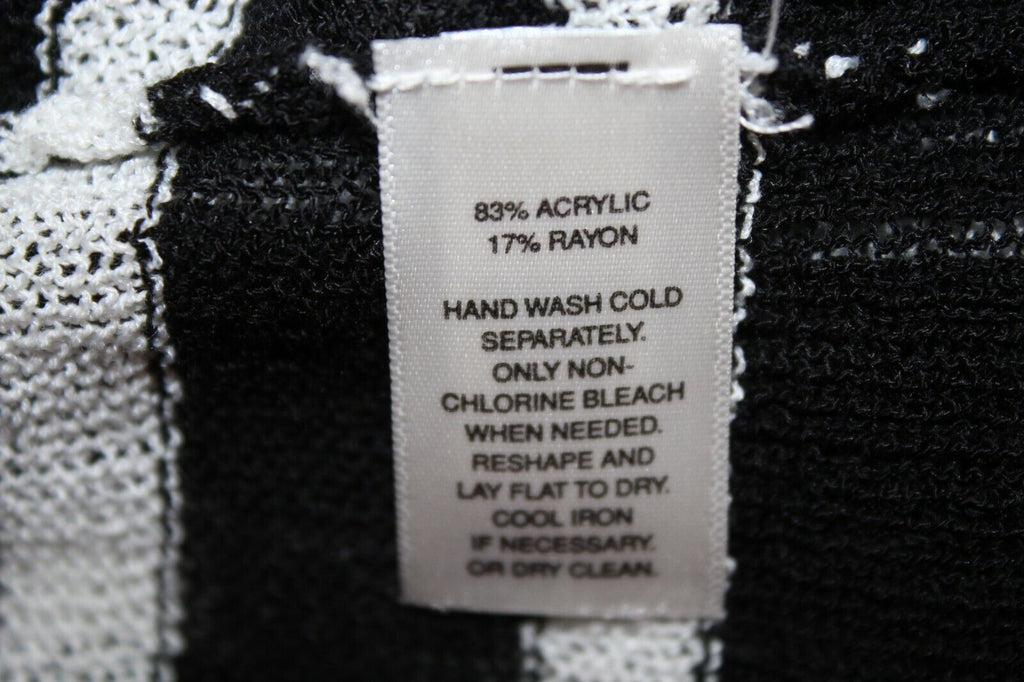 83% ACRYLIC
17% RAYON
HAND WASH COLD
SEPARATELY.
ONLY NON-
CHLORINE BLEACH
WHEN NEEDED.
RESHAPE AND
LAY FLAT TO DRY.
COOL IRON
IF NECESSARY.
OR DRY CLEAN.